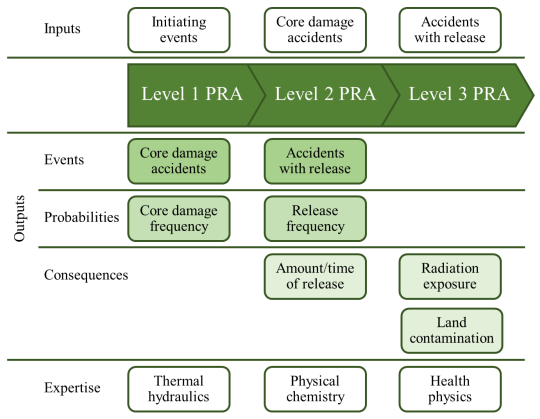 Inputs
Initiating
events
Core damage
accidents
Accidents
with release
Level 1 PRA
Level 2 PRA
Level 3 PRA
Outputs
Events
Core damage
accidents
Accidents
with release
Probabilities
Core damage
frequency
Release
frequency
Consequences
Amount/time
of release
Radiation
exposure
Land
contamination
Expertise
Thermal
hydraulics
Physical
chemistry
Health
physics